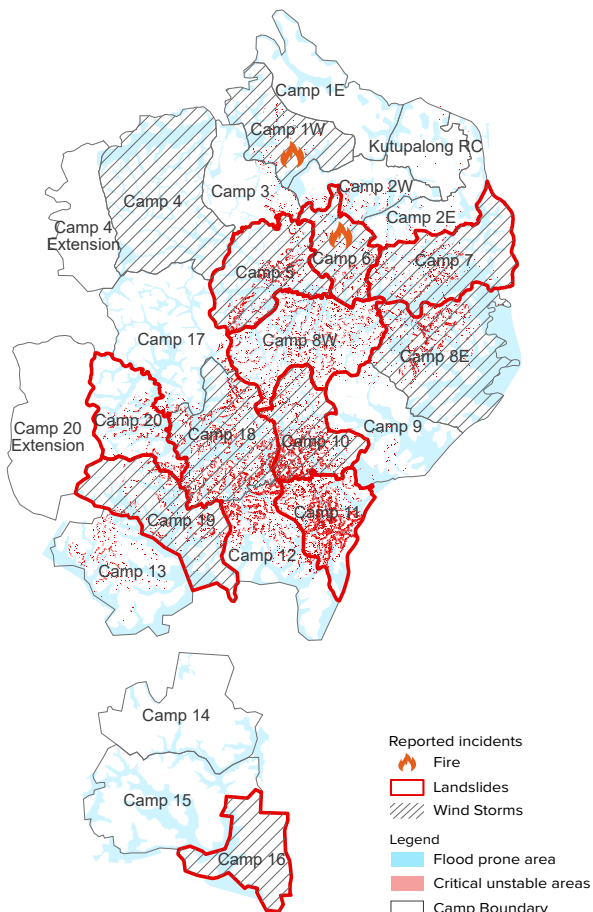 Camp 1E
Camp 1W
Kutupalong RC
Camp 3
Camp 2W
Camp 4
Camp 2E
Camp 4
Extension
Camp 6
Camp 7
Camp 5
Camp 17
Camp 8W
Camp 8E
Camp 20
Camp 9
Camp 20
Extension
Camp 18
Camp 10
Camp 11
Camp 19
Camp 12
Camp 13
Camp 14
Camp 15
Camp 16
Reported incidents
Fire
Landslides
Wind Storms
Legend
Flood prone area
Critical unstable areas
Camp Boundary